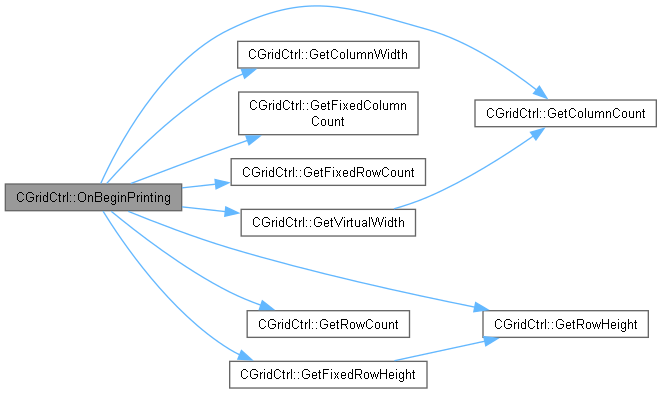 CGridCtrl::GetColumnWidth
CGridCtrl::GetFixedColumn
Count
CGridCtrl::GetColumnCount
CGridCtrl::GetFixedRowCount
CGridCtrl::OnBeginPrinting
CGridCtrl::GetVirtualWidth
CGridCtrl::GetRowCount
CGridCtrl::GetRowHeight
CGridCtrl::GetFixedRowHeight